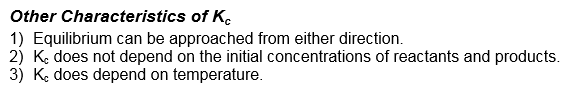 Other Characteristics of Kc
1) Equilibrium can be approached from either direction.
2) Kc does not depend on the initial concentrations of reactants and products.
3) Kc does depend on temperature.